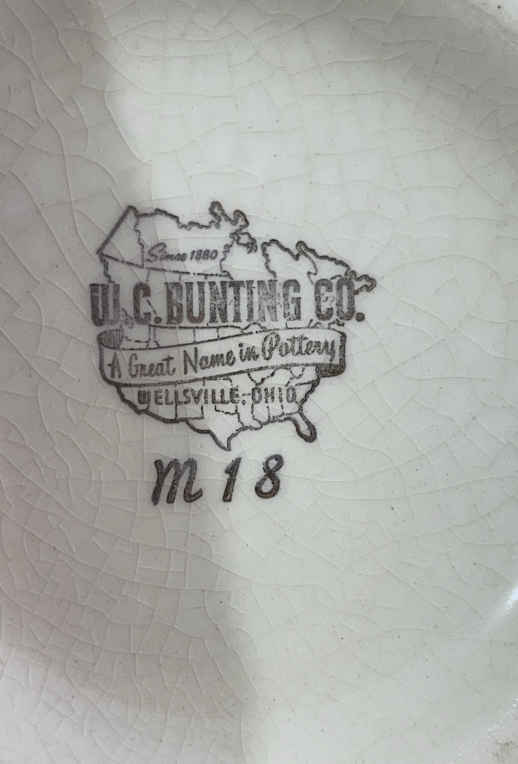 Since 1880
W.C. BUNTING CO.
A Great Name in Pottery
WELLSVILLE, OHIO
M 18